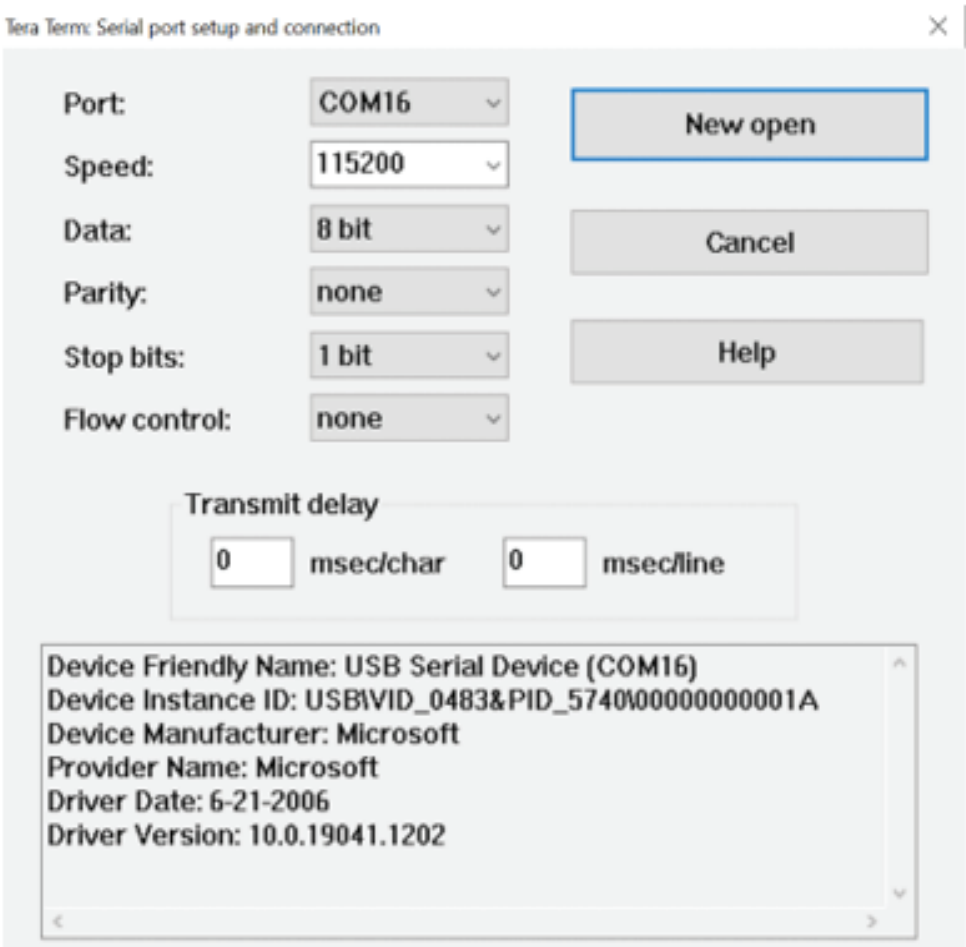 Tera Term: Serial port setup and connection
Port: COM16 New open
Speed: 115200
Data: 8 bit Cancel
Parity: none
Stop bits: 1 bit Help
Flow control: none
Transmit delay
0 msec/char 0 msec/line
Device Friendly Name: USB Serial Device (COM16)
Device Instance ID: USB\VID_0483&PID_5740\00000000001A
Device Manufacturer: Microsoft
Provider Name: Microsoft
Driver Date: 6-21-2006
Driver Version: 10.0.19041.1202